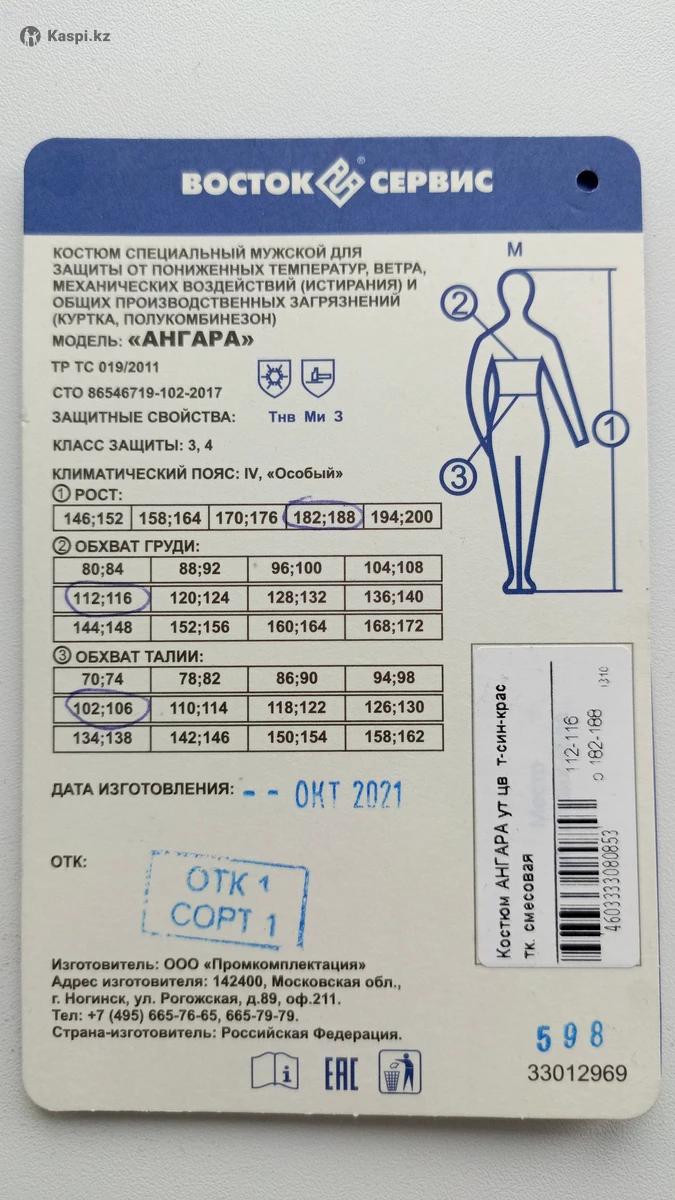 Kaspi.kz
ВОСТОК СЕРВИС ®
КОСТЮМ СПЕЦИАЛЬНЫЙ МУЖСКОЙ ДЛЯ
ЗАЩИТЫ ОТ ПОНИЖЕННЫХ ТЕМПЕРАТУР, ВЕТРА,
МЕХАНИЧЕСКИХ ВОЗДЕЙСТВИЙ (ИСТИРАНИЯ) И
ОБЩИХ ПРОИЗВОДСТВЕННЫХ ЗАГРЯЗНЕНИЙ
(КУРТКА, ПОЛУКОМБИНЕЗОН)
МОДЕЛЬ: «АНГАРА»
ТР ТС 019/2011
СТО 86546719-102-2017
ЗАЩИТНЫЕ СВОЙСТВА: Тнв Ми З
КЛАСС ЗАЩИТЫ: 3, 4
КЛИМАТИЧЕСКИЙ ПОЯС: IV, «Особый»
М
2
1
3
1 РОСТ:
146;152 158;164 170;176 182;188 194;200
2 ОБХВАТ ГРУДИ:
80;84 88;92 96;100 104;108
112;116 120;124 128;132 136;140
144;148 152;156 160;164 168;172
3 ОБХВАТ ТАЛИИ:
70;74 78;82 86;90 94;98
102;106 110;114 118;122 126;130
134;138 142;146 150;154 158;162
ДАТА ИЗГОТОВЛЕНИЯ: -- ОКТ 2021
ОТК:
ОТК 1
СОРТ 1
Костюм АНГАРА ут цв т-син-крас
тк. смесовая
112-116
р 182-188
1310
4603333080853
Изготовитель: ООО «Промкомплектация»
Адрес изготовителя: 142400, Московская обл.,
г. Ногинск, ул. Рогожская, д.89, оф.211.
Тел: +7 (495) 665-76-65, 665-79-79.
Страна-изготовитель: Российская Федерация.
i EAC
598
33012969